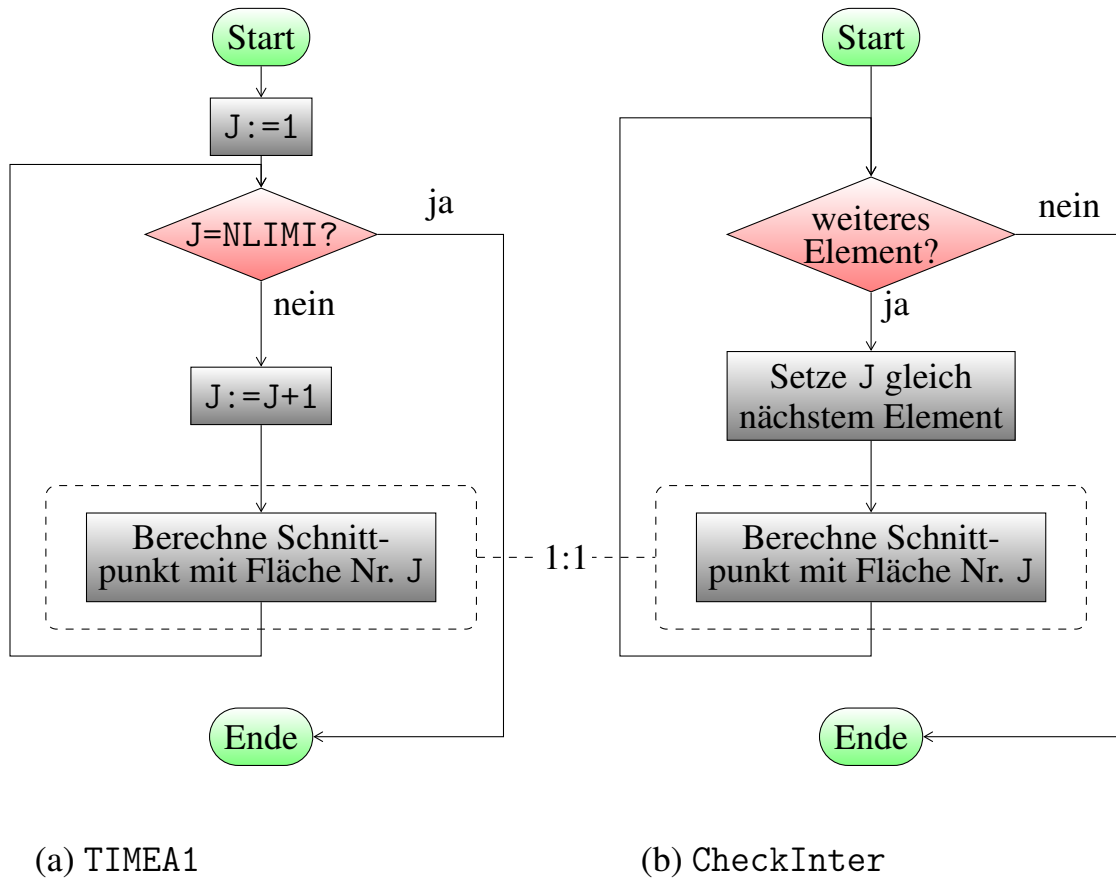 Start
J:=1
J=NLIMI?
ja
nein
J:=J+1
Berechne Schnitt-
punkt mit Fläche Nr. J
Ende
(a) TIMEA1
1:1
Start
weiteres
Element?
nein
ja
Setze J gleich
nächstem Element
Berechne Schnitt-
punkt mit Fläche Nr. J
Ende
(b) CheckInter